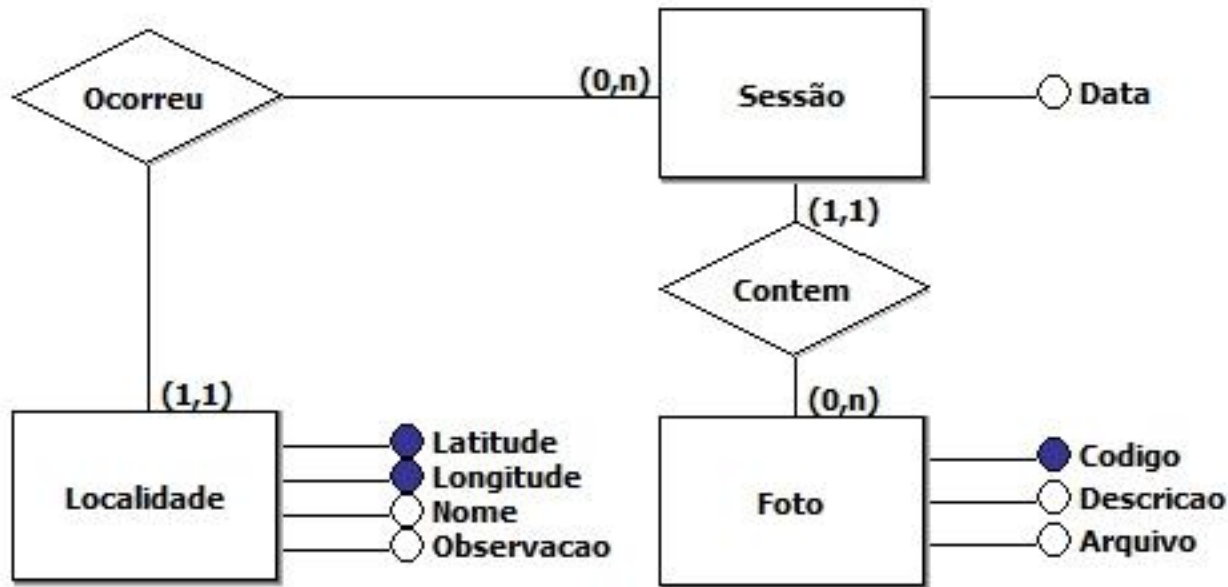 Ocorreu
(0,n)
Sessão
Data
(1,1)
Contem
(1,1)
(0,n)
Localidade
Latitude
Longitude
Nome
Observacao
Foto
Codigo
Descricao
Arquivo